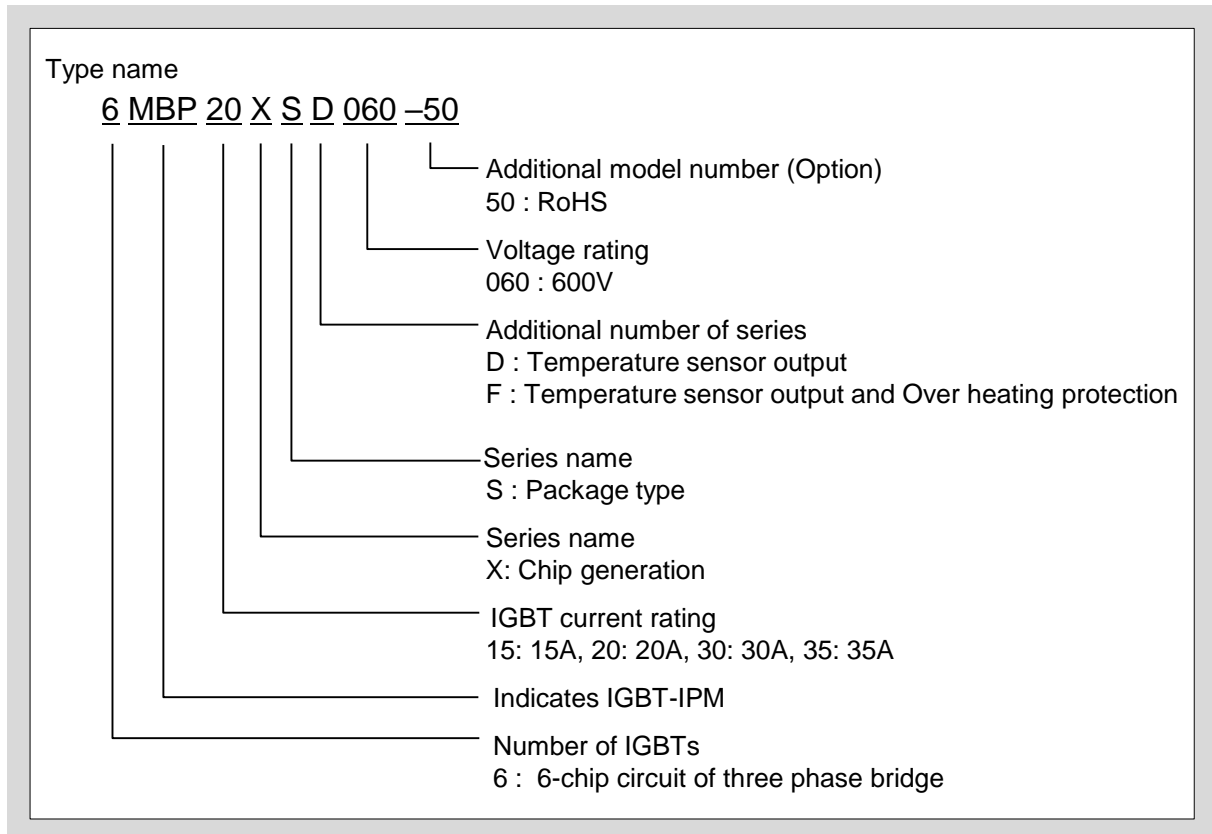 Type name
6 MBP 20 X S D 060 –50
Additional model number (Option)
50 : RoHS
Voltage rating
060 : 600V
Additional number of series
D : Temperature sensor output
F : Temperature sensor output and Over heating protection
Series name
S : Package type
Series name
X: Chip generation
IGBT current rating
15: 15A, 20: 20A, 30: 30A, 35: 35A
Indicates IGBT-IPM
Number of IGBTs
6 : 6-chip circuit of three phase bridge